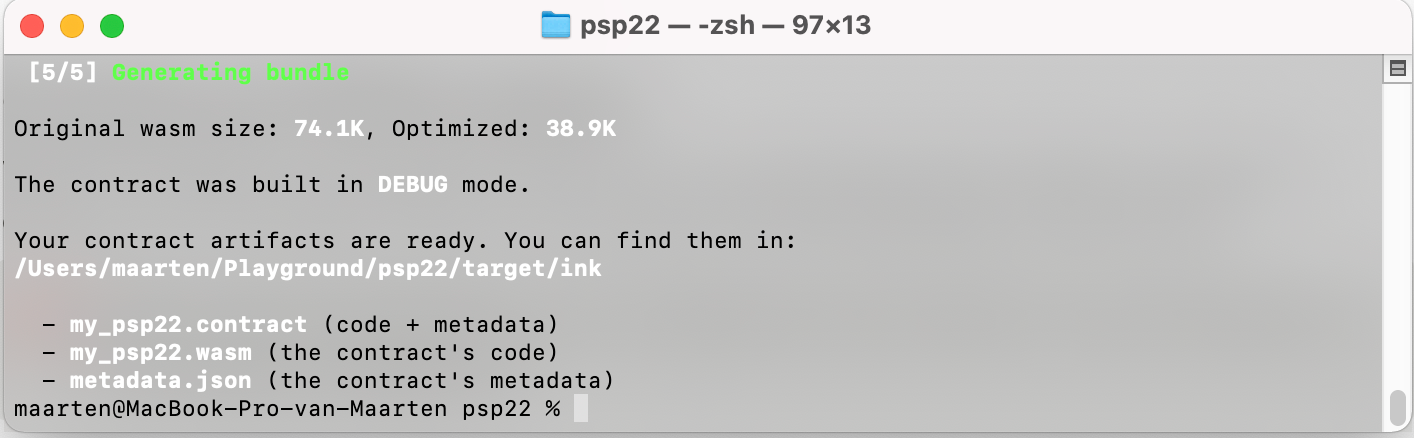 psp22 — -zsh — 97×13
[5/5] Generating bundle
Original wasm size: 74.1K, Optimized: 38.9K
The contract was built in DEBUG mode.
Your contract artifacts are ready. You can find them in:
/Users/maarten/Playground/psp22/target/ink
- my_psp22.contract (code + metadata)
- my_psp22.wasm (the contract's code)
- metadata.json (the contract's metadata)
maarten@MacBook-Pro-van-Maarten psp22 %